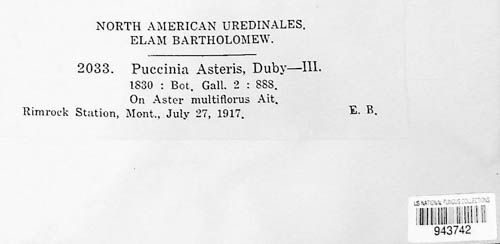 NORTH AMERICAN UREDINALES.
ELAM BARTHOLOMEW.
2033. Puccinia Asteris, Duby—III.
1830 : Bot. Gall. 2 : 888.
On Aster multiflorus Ait.
Rimrock Station, Mont., July 27, 1917. E. B.
US NATIONAL FUNGUS COLLECTIONS
943742